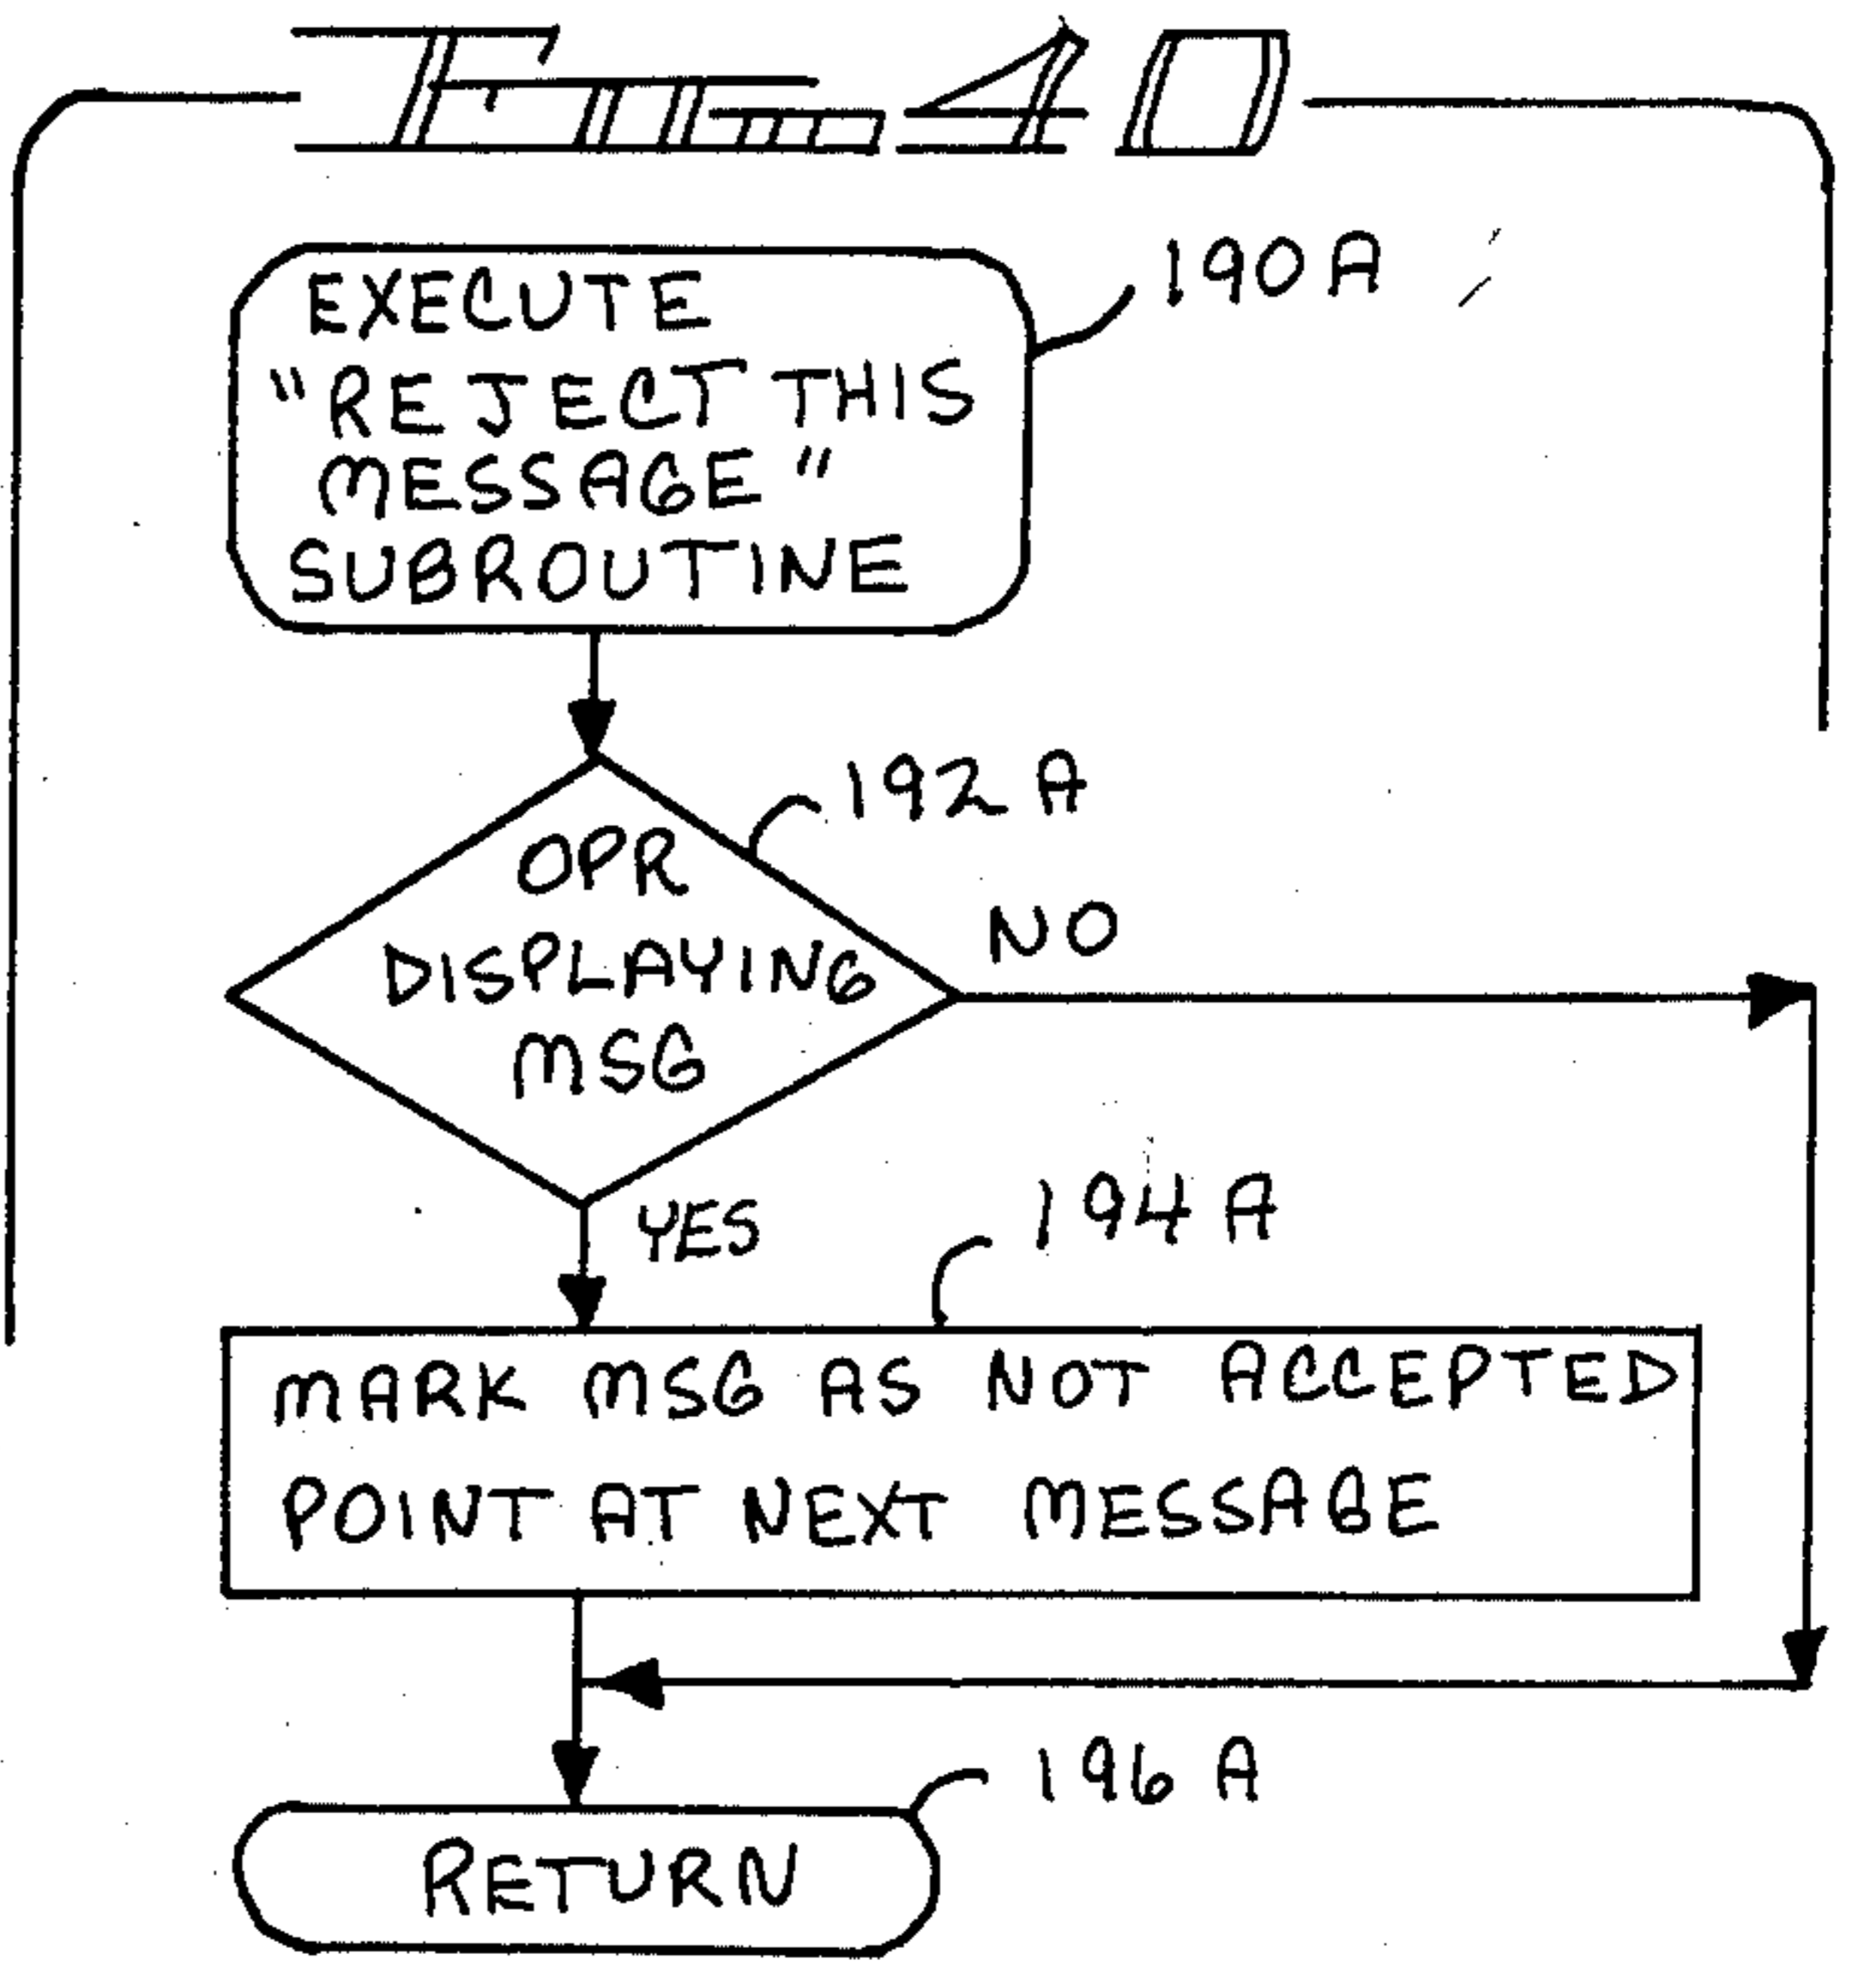 Fig 40
EXECUTE
190A
"REJECT THIS
MESSAGE"
SUBROUTINE
192A
OPR
DISPLAYING
MSG
NO
YES
194A
MARK MSG AS NOT ACCEPTED
POINT AT NEXT MESSAGE
196A
RETURN